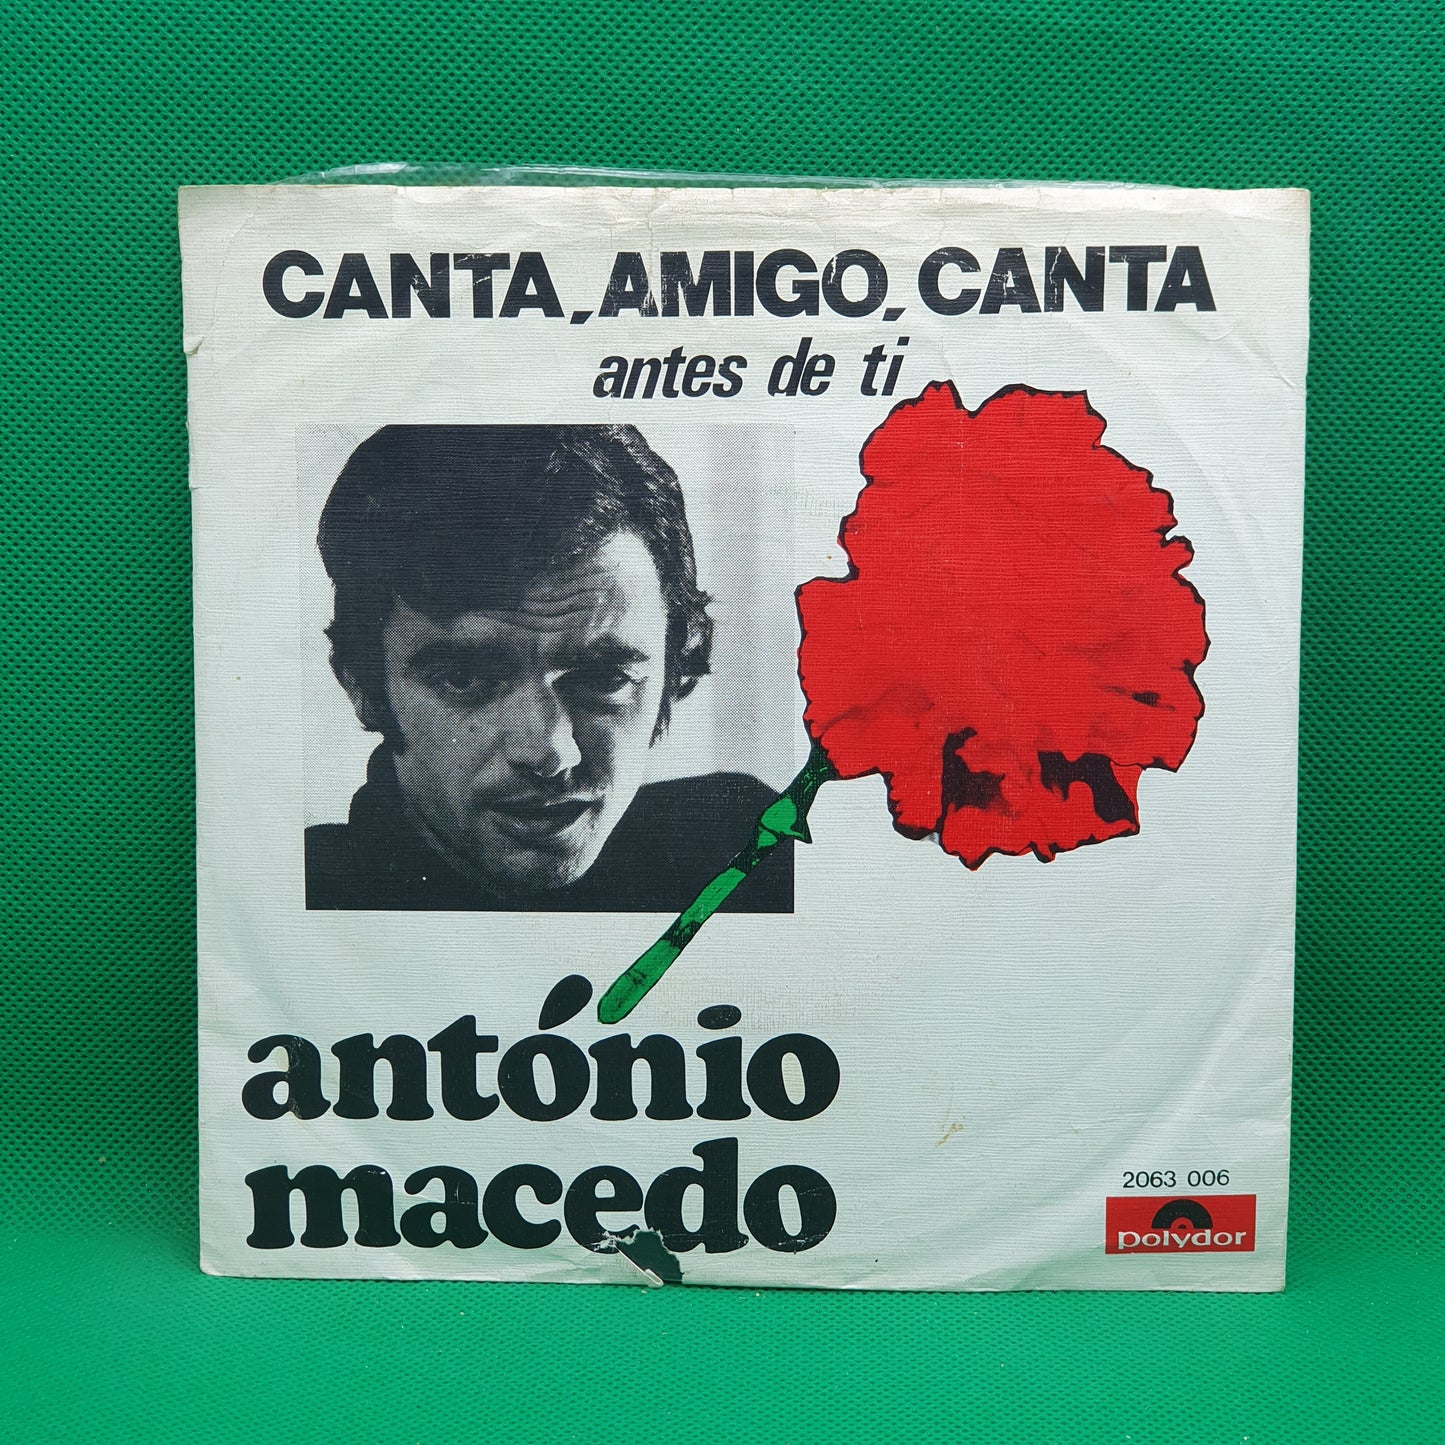 CANTA, AMIGO, CANTA
antes de ti
antónio
macedo
2063 006
polydor